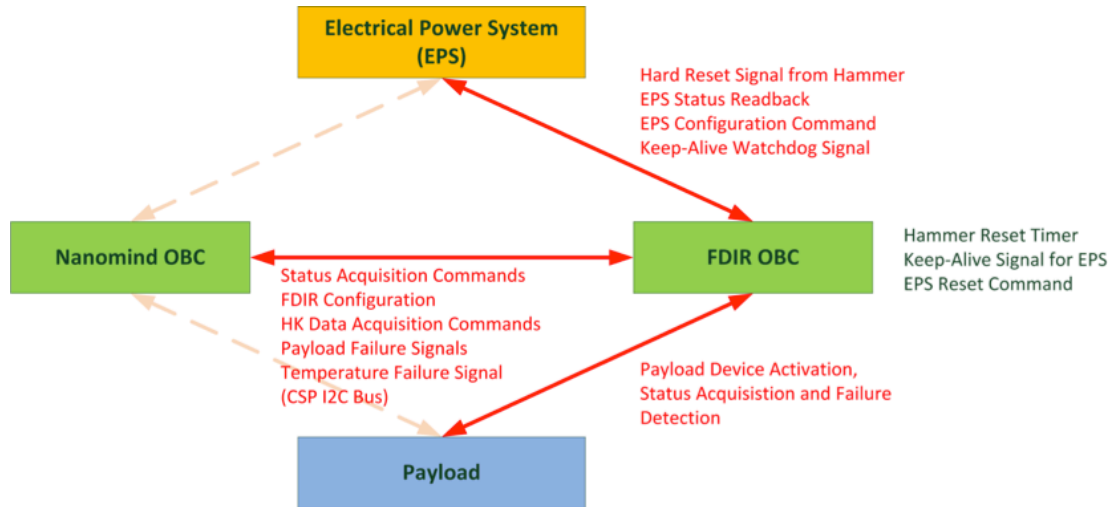 Electrical Power System
(EPS)
Hard Reset Signal from Hammer
EPS Status Readback
EPS Configuration Command
Keep-Alive Watchdog Signal
Nanomind OBC
FDIR OBC
Hammer Reset Timer
Keep-Alive Signal for EPS
EPS Reset Command
Status Acquisition Commands
FDIR Configuration
HK Data Acquisition Commands
Payload Failure Signals
Temperature Failure Signal
(CSP I2C Bus)
Payload Device Activation,
Status Acquisistion and Failure
Detection
Payload